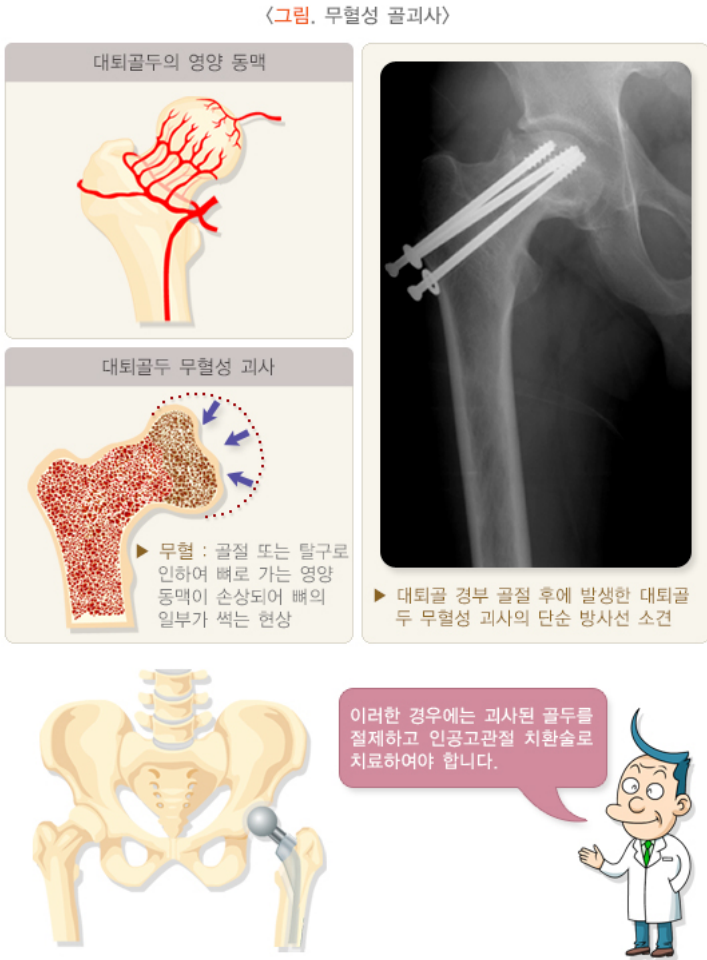 〈그림. 무혈성 골괴사〉
대퇴골두의 영양 동맥
대퇴골두 무혈성 괴사
▶ 무혈 : 골절 또는 탈구로
인하여 뼈로 가는 영양
동맥이 손상되어 뼈의
일부가 썩는 현상
▶ 대퇴골 경부 골절 후에 발생한 대퇴골
두 무혈성 괴사의 단순 방사선 소견
이러한 경우에는 괴사된 골두를
절제하고 인공고관절 치환술로
치료하여야 합니다.